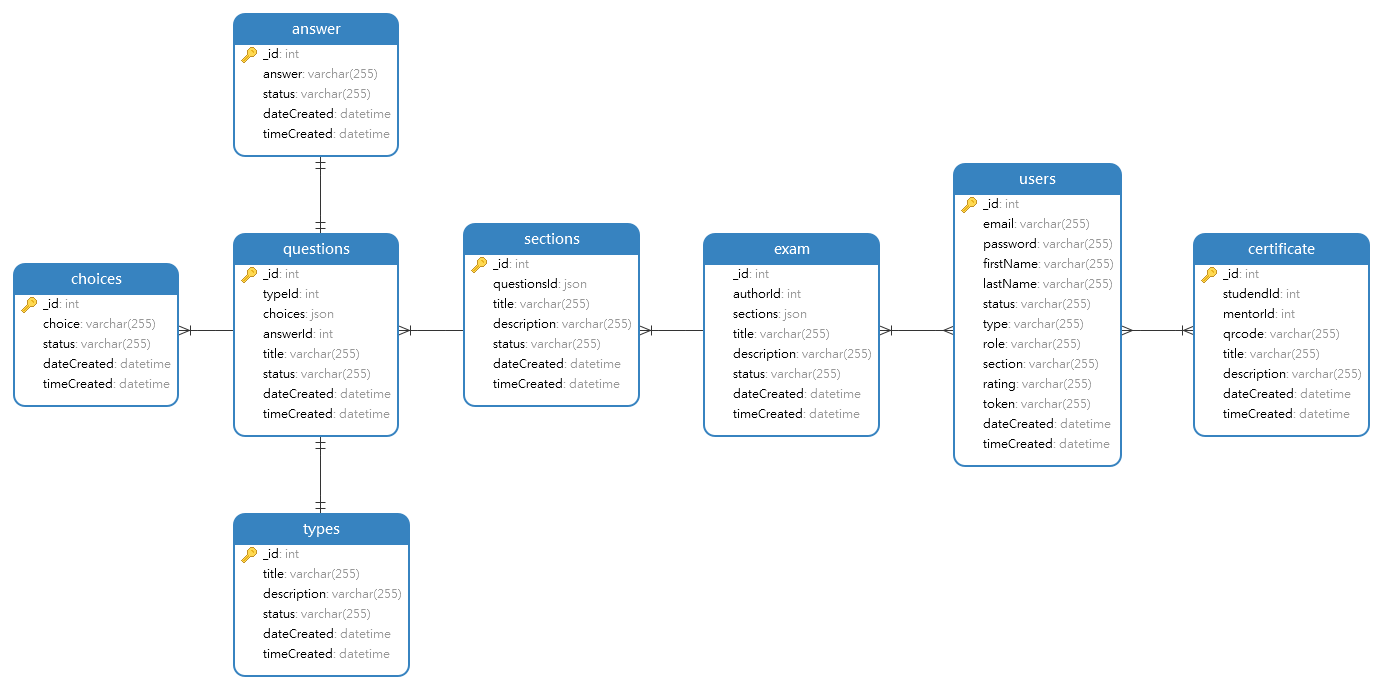 answer
_id: int
answer: varchar(255)
status: varchar(255)
dateCreated: datetime
timeCreated: datetime
choices
_id: int
choice: varchar(255)
status: varchar(255)
dateCreated: datetime
timeCreated: datetime
questions
_id: int
typeId: int
choices: json
answerId: int
title: varchar(255)
status: varchar(255)
dateCreated: datetime
timeCreated: datetime
types
_id: int
title: varchar(255)
description: varchar(255)
status: varchar(255)
dateCreated: datetime
timeCreated: datetime
sections
_id: int
questionsId: json
title: varchar(255)
description: varchar(255)
status: varchar(255)
dateCreated: datetime
timeCreated: datetime
exam
_id: int
authorId: int
sections: json
title: varchar(255)
description: varchar(255)
status: varchar(255)
dateCreated: datetime
timeCreated: datetime
users
_id: int
email: varchar(255)
password: varchar(255)
firstName: varchar(255)
lastName: varchar(255)
status: varchar(255)
type: varchar(255)
role: varchar(255)
section: varchar(255)
rating: varchar(255)
token: varchar(255)
dateCreated: datetime
timeCreated: datetime
certificate
_id: int
studendId: int
mentorId: int
qrcode: varchar(255)
title: varchar(255)
description: varchar(255)
dateCreated: datetime
timeCreated: datetime